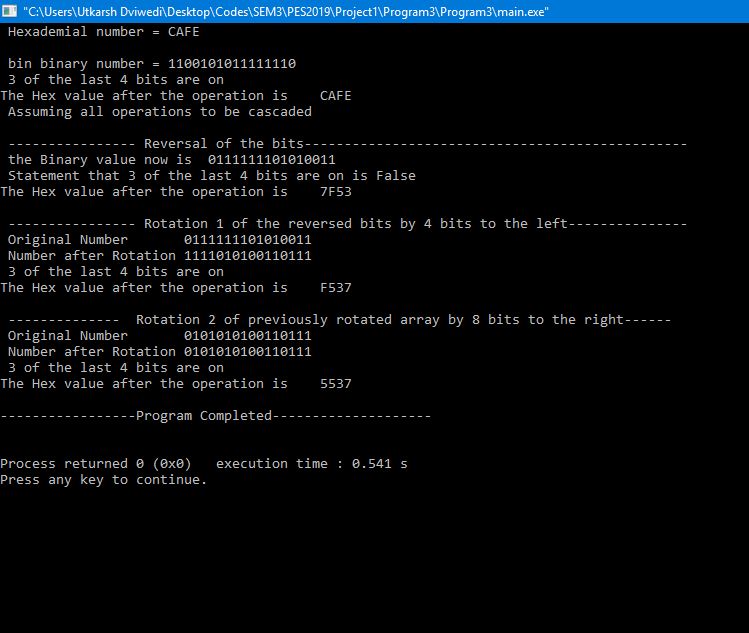 "C:\Users\Utkarsh Dviwedi\Desktop\Codes\SEM3\PES2019\Project1\Program3\Program3\main.exe"
Hexademial number = CAFE
bin binary number = 1100101011111110
3 of the last 4 bits are on
The Hex value after the operation is    CAFE
Assuming all operations to be cascaded
---------------- Reversal of the bits------------------------------------------------
the Binary value now is  0111111101010011
Statement that 3 of the last 4 bits are on is False
The Hex value after the operation is    7F53
---------------- Rotation 1 of the reversed bits by 4 bits to the left---------------
Original Number       0111111101010011
Number after Rotation 1111010100110111
3 of the last 4 bits are on
The Hex value after the operation is    F537
--------------  Rotation 2 of previously rotated array by 8 bits to the right------
Original Number       0101010100110111
Number after Rotation 0101010100110111
3 of the last 4 bits are on
The Hex value after the operation is    5537
-----------------Program Completed--------------------
Process returned 0 (0x0)   execution time : 0.541 s
Press any key to continue.